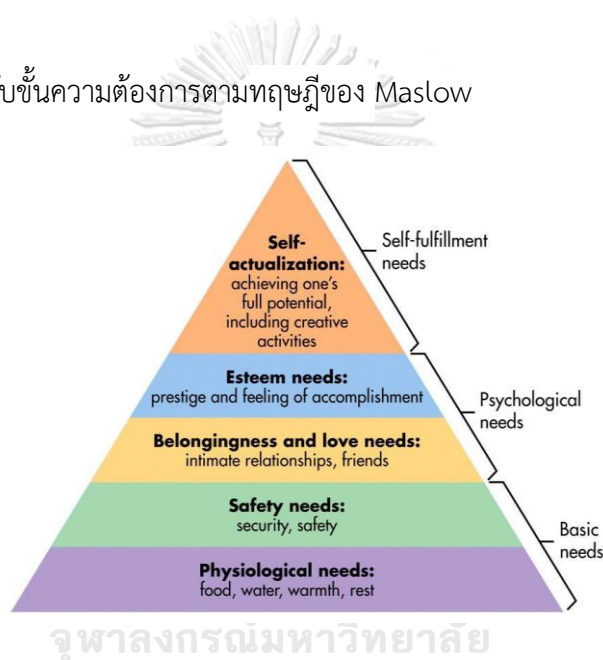 บขั้นความต้องการตามทฤษฎีของ Maslow
Self-
actualization:
achieving one's
full potential,
including creative
activities
Self-fulfillment
needs
Esteem needs:
prestige and feeling of accomplishment
Psychological
needs
Belongingness and love needs:
intimate relationships, friends
Safety needs:
security, safety
Basic
needs
Physiological needs:
food, water, warmth, rest
จุฬาลงกรณ์มหาวิทยาลัย